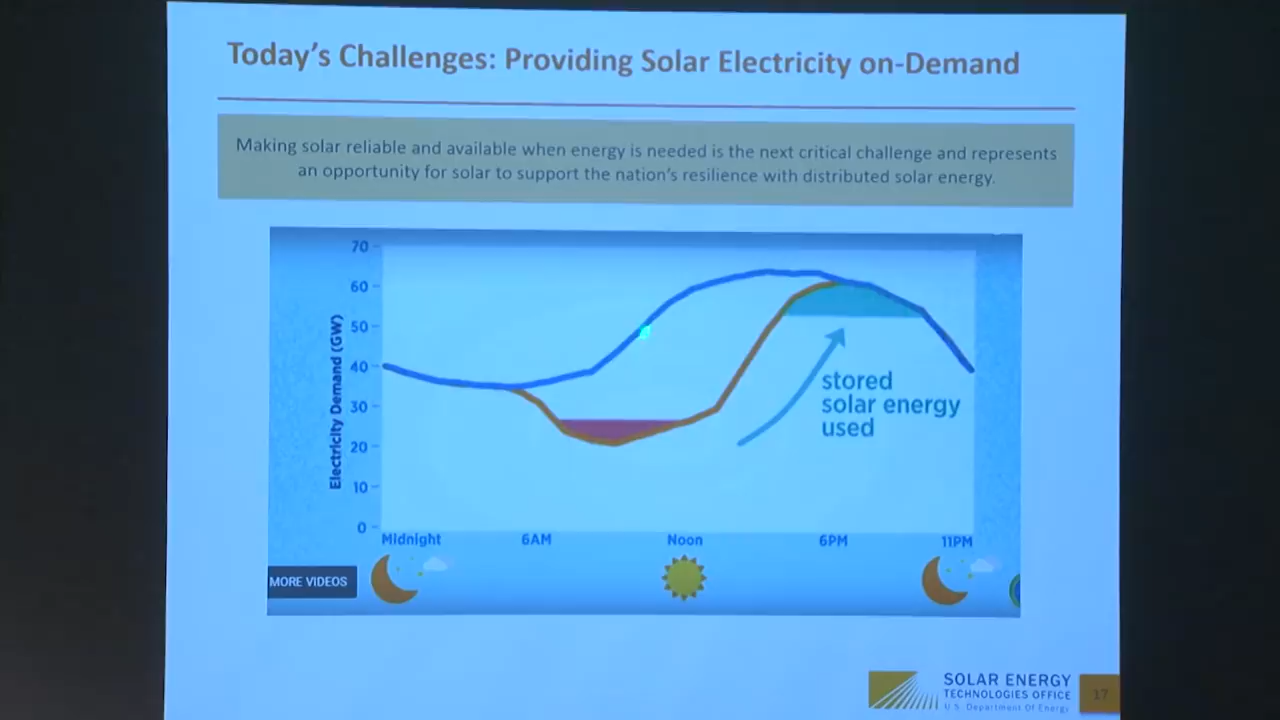 Today's Challenges: Providing Solar Electricity on-Demand
Making solar reliable and available when energy is needed is the next critical challenge and represents
an opportunity for solar to support the nation's resilience with distributed solar energy.
Electricity Demand (GW)
70
60
50
40
30
20
10
0
stored
solar energy
used
Midnight
6AM
Noon
6PM
11PM
MORE VIDEOS
SOLAR ENERGY
TECHNOLOGIES OFFICE
U.S. Department Of Energy
17